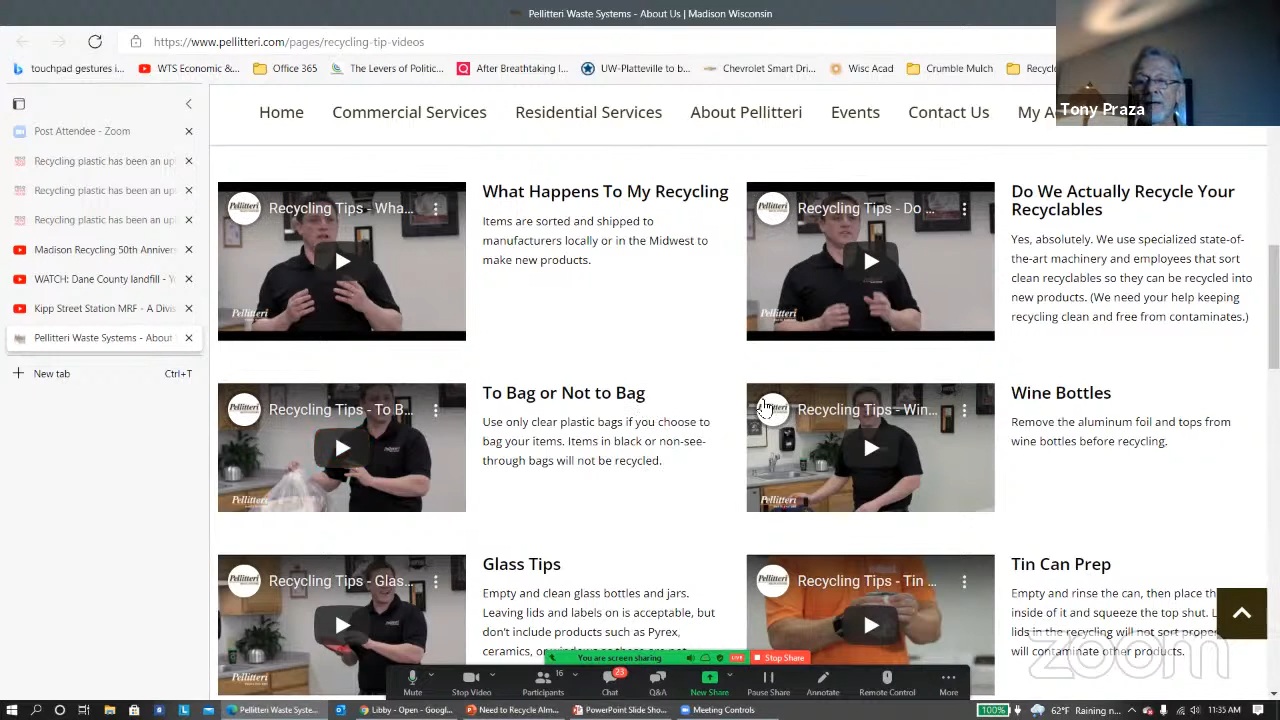 Pellitteri Waste Systems - About Us | Madison Wisconsin
https://www.pellitteri.com/pages/recycling-tip-videos
touchpad gestures i...
WTS Economic &...
Office 365
The Levers of Politic...
After Breathtaking I...
UW-Platteville to b...
Chevrolet Smart Dri...
Wisc Acad
Crumble Mulch
Recycl
Tony Praza
Post Attendee - Zoom
Recycling plastic has been an up
Recycling plastic has been an up
Recycling plastic has been an up
Madison Recycling 50th Annivers
WATCH: Dane County landfill - Yo
Kipp Street Station MRF - A Divis
Pellitteri Waste Systems - About
New tab
Ctrl+T
Home
Commercial Services
Residential Services
About Pellitteri
Events
Contact Us
My A
Recycling Tips - Wha...
Pellitteri
What Happens To My Recycling
Items are sorted and shipped to
manufacturers locally or in the Midwest to
make new products.
Recycling Tips - Do ...
Pellitteri
Do We Actually Recycle Your
Recyclables
Yes, absolutely. We use specialized state-of-
the-art machinery and employees that sort
clean recyclables so they can be recycled into
new products. (We need your help keeping
recycling clean and free from contaminates.)
Recycling Tips - To B...
Pellitteri
To Bag or Not to Bag
Use only clear plastic bags if you choose to
bag your items. Items in black or non-see-
through bags will not be recycled.
Recycling Tips - Win...
Pellitteri
Wine Bottles
Remove the aluminum foil and tops from
wine bottles before recycling.
Recycling Tips - Glas...
Pellitteri
Glass Tips
Empty and clean glass bottles and jars.
Leaving lids and labels on is acceptable, but
don't include products such as Pyrex,
ceramics, or windows as these are not
Recycling Tips - Tin ...
Tin Can Prep
Empty and rinse the can, then place th
inside of it and squeeze the top shut. L
lids in the recycling will not sort proper
will contaminate other products.
zoom
You are screen sharing
LIVE
Stop Share
Mute
Stop Video
16
Participants
23
Chat
Q&A
New Share
Pause Share
Annotate
Remote Control
More
Pellitteri Waste Syste...
Libby - Open - Googl...
Need to Recycle Alm...
PowerPoint Slide Sho...
Meeting Controls
100%
62°F Raining n...
11:35 AM